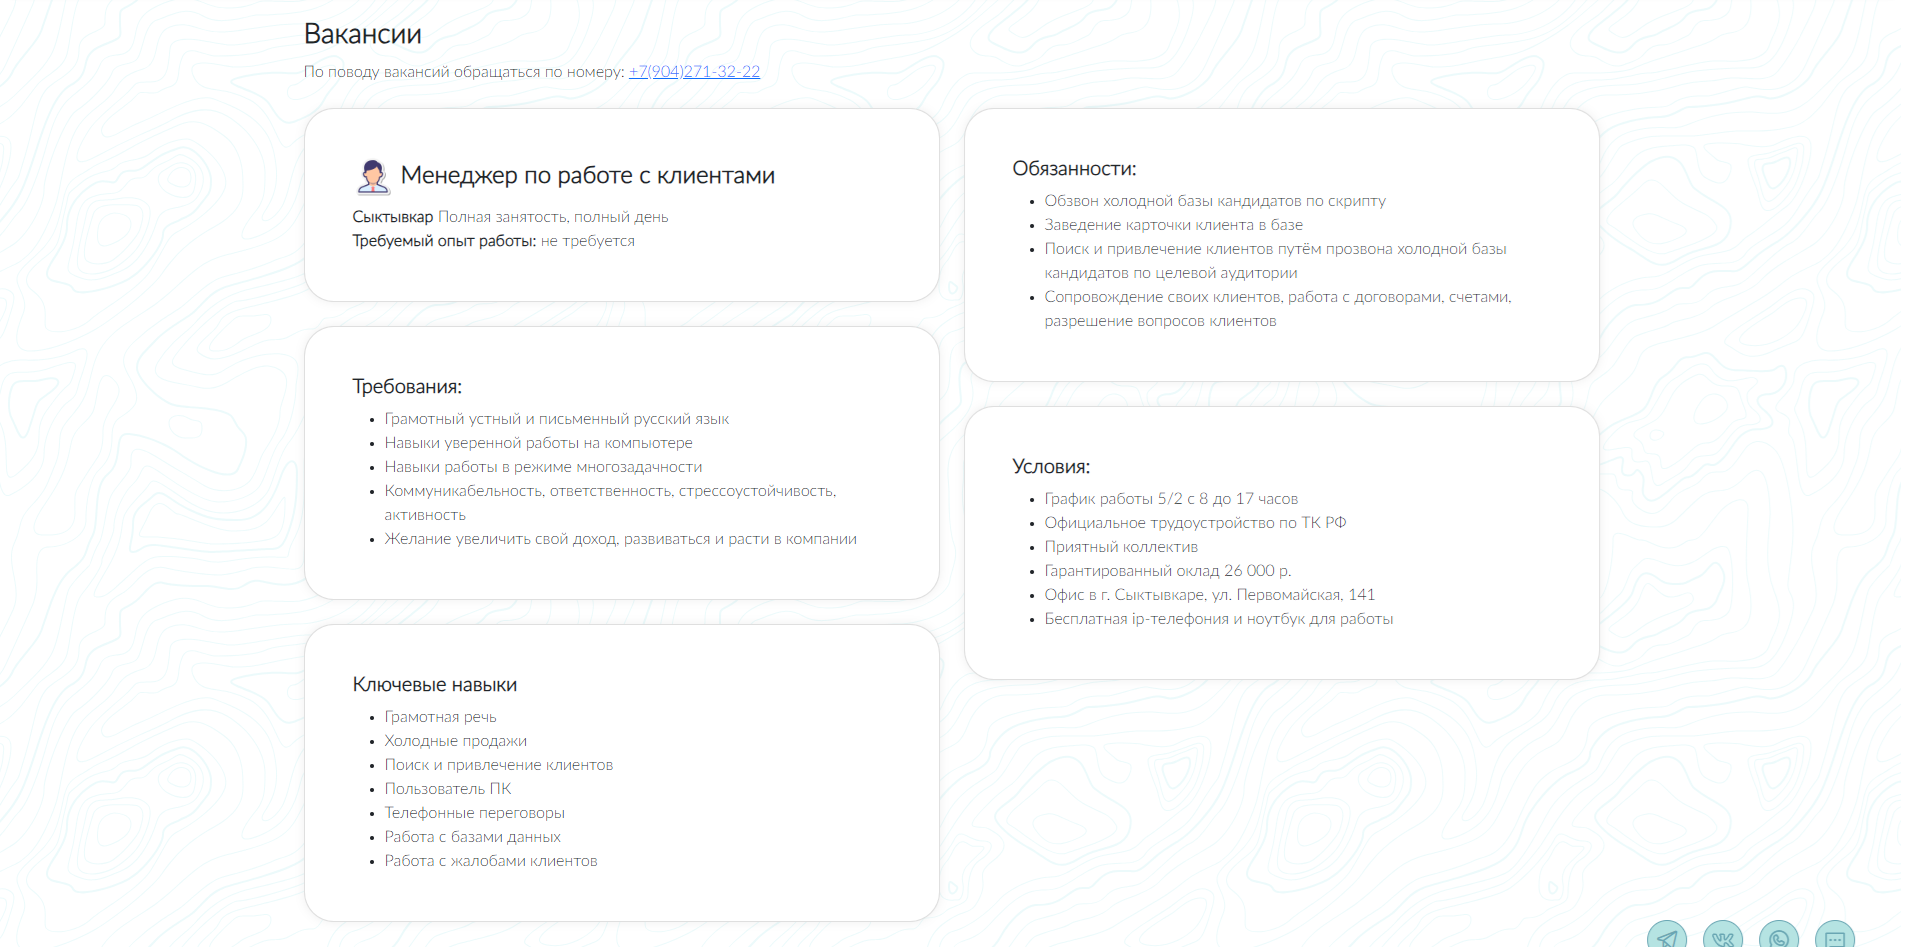 Вакансии
По поводу вакансий обращаться по номеру: +7(904)271-32-22
Менеджер по работе с клиентами
Сыктывкар Полная занятость, полный день
Требуемый опыт работы: не требуется
Требования:
Грамотный устный и письменный русский язык
Навыки уверенной работы на компьютере
Навыки работы в режиме многозадачности
Коммуникабельность, ответственность, стрессоустойчивость,
активность
Желание увеличить свой доход, развиваться и расти в компании
Ключевые навыки
Грамотная речь
Холодные продажи
Поиск и привлечение клиентов
Пользователь ПК
Телефонные переговоры
Работа с базами данных
Работа с жалобами клиентов
Обязанности:
Обзвон холодной базы кандидатов по скрипту
Заведение карточки клиента в базе
Поиск и привлечение клиентов путём прозвона холодной базы
кандидатов по целевой аудитории
Сопровождение своих клиентов, работа с договорами, счетами,
разрешение вопросов клиентов
Условия:
График работы 5/2 с 8 до 17 часов
Официальное трудоустройство по ТК РФ
Приятный коллектив
Гарантированный оклад 26 000 р.
Офис в г. Сыктывкаре, ул. Первомайская, 141
Бесплатная ip-телефония и ноутбук для работы